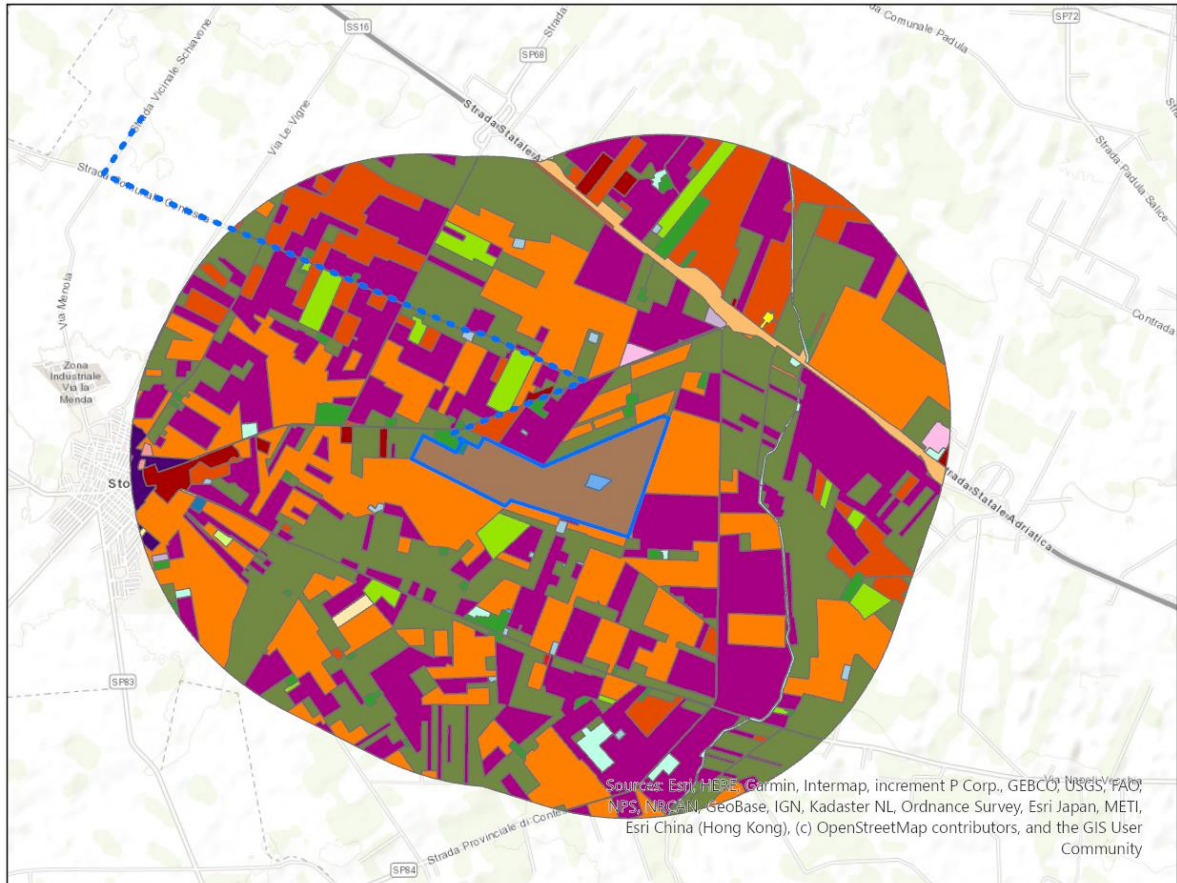 SS16
Strada
SP68
da Comunale Padula
SP72
Strada Vicinale Schiavone
Via Le Vigne
Strada Statale A
Strada Padula Salice
Strada Comunale Con
Via Menola
Contrada
Zona
Industriale
Via la
Menda
Sto
Strada Statale Adriatica
SP83
Sources: Esri, HERE, Garmin, Intermap, increment P Corp., GEBCO, USGS, FAO,
NPS, NRCAN, GeoBase, IGN, Kadaster NL, Ordnance Survey, Esri Japan, METI,
Esri China (Hong Kong), (c) OpenStreetMap contributors, and the GIS User
Community
Strada Provinciale di Conte
SP84